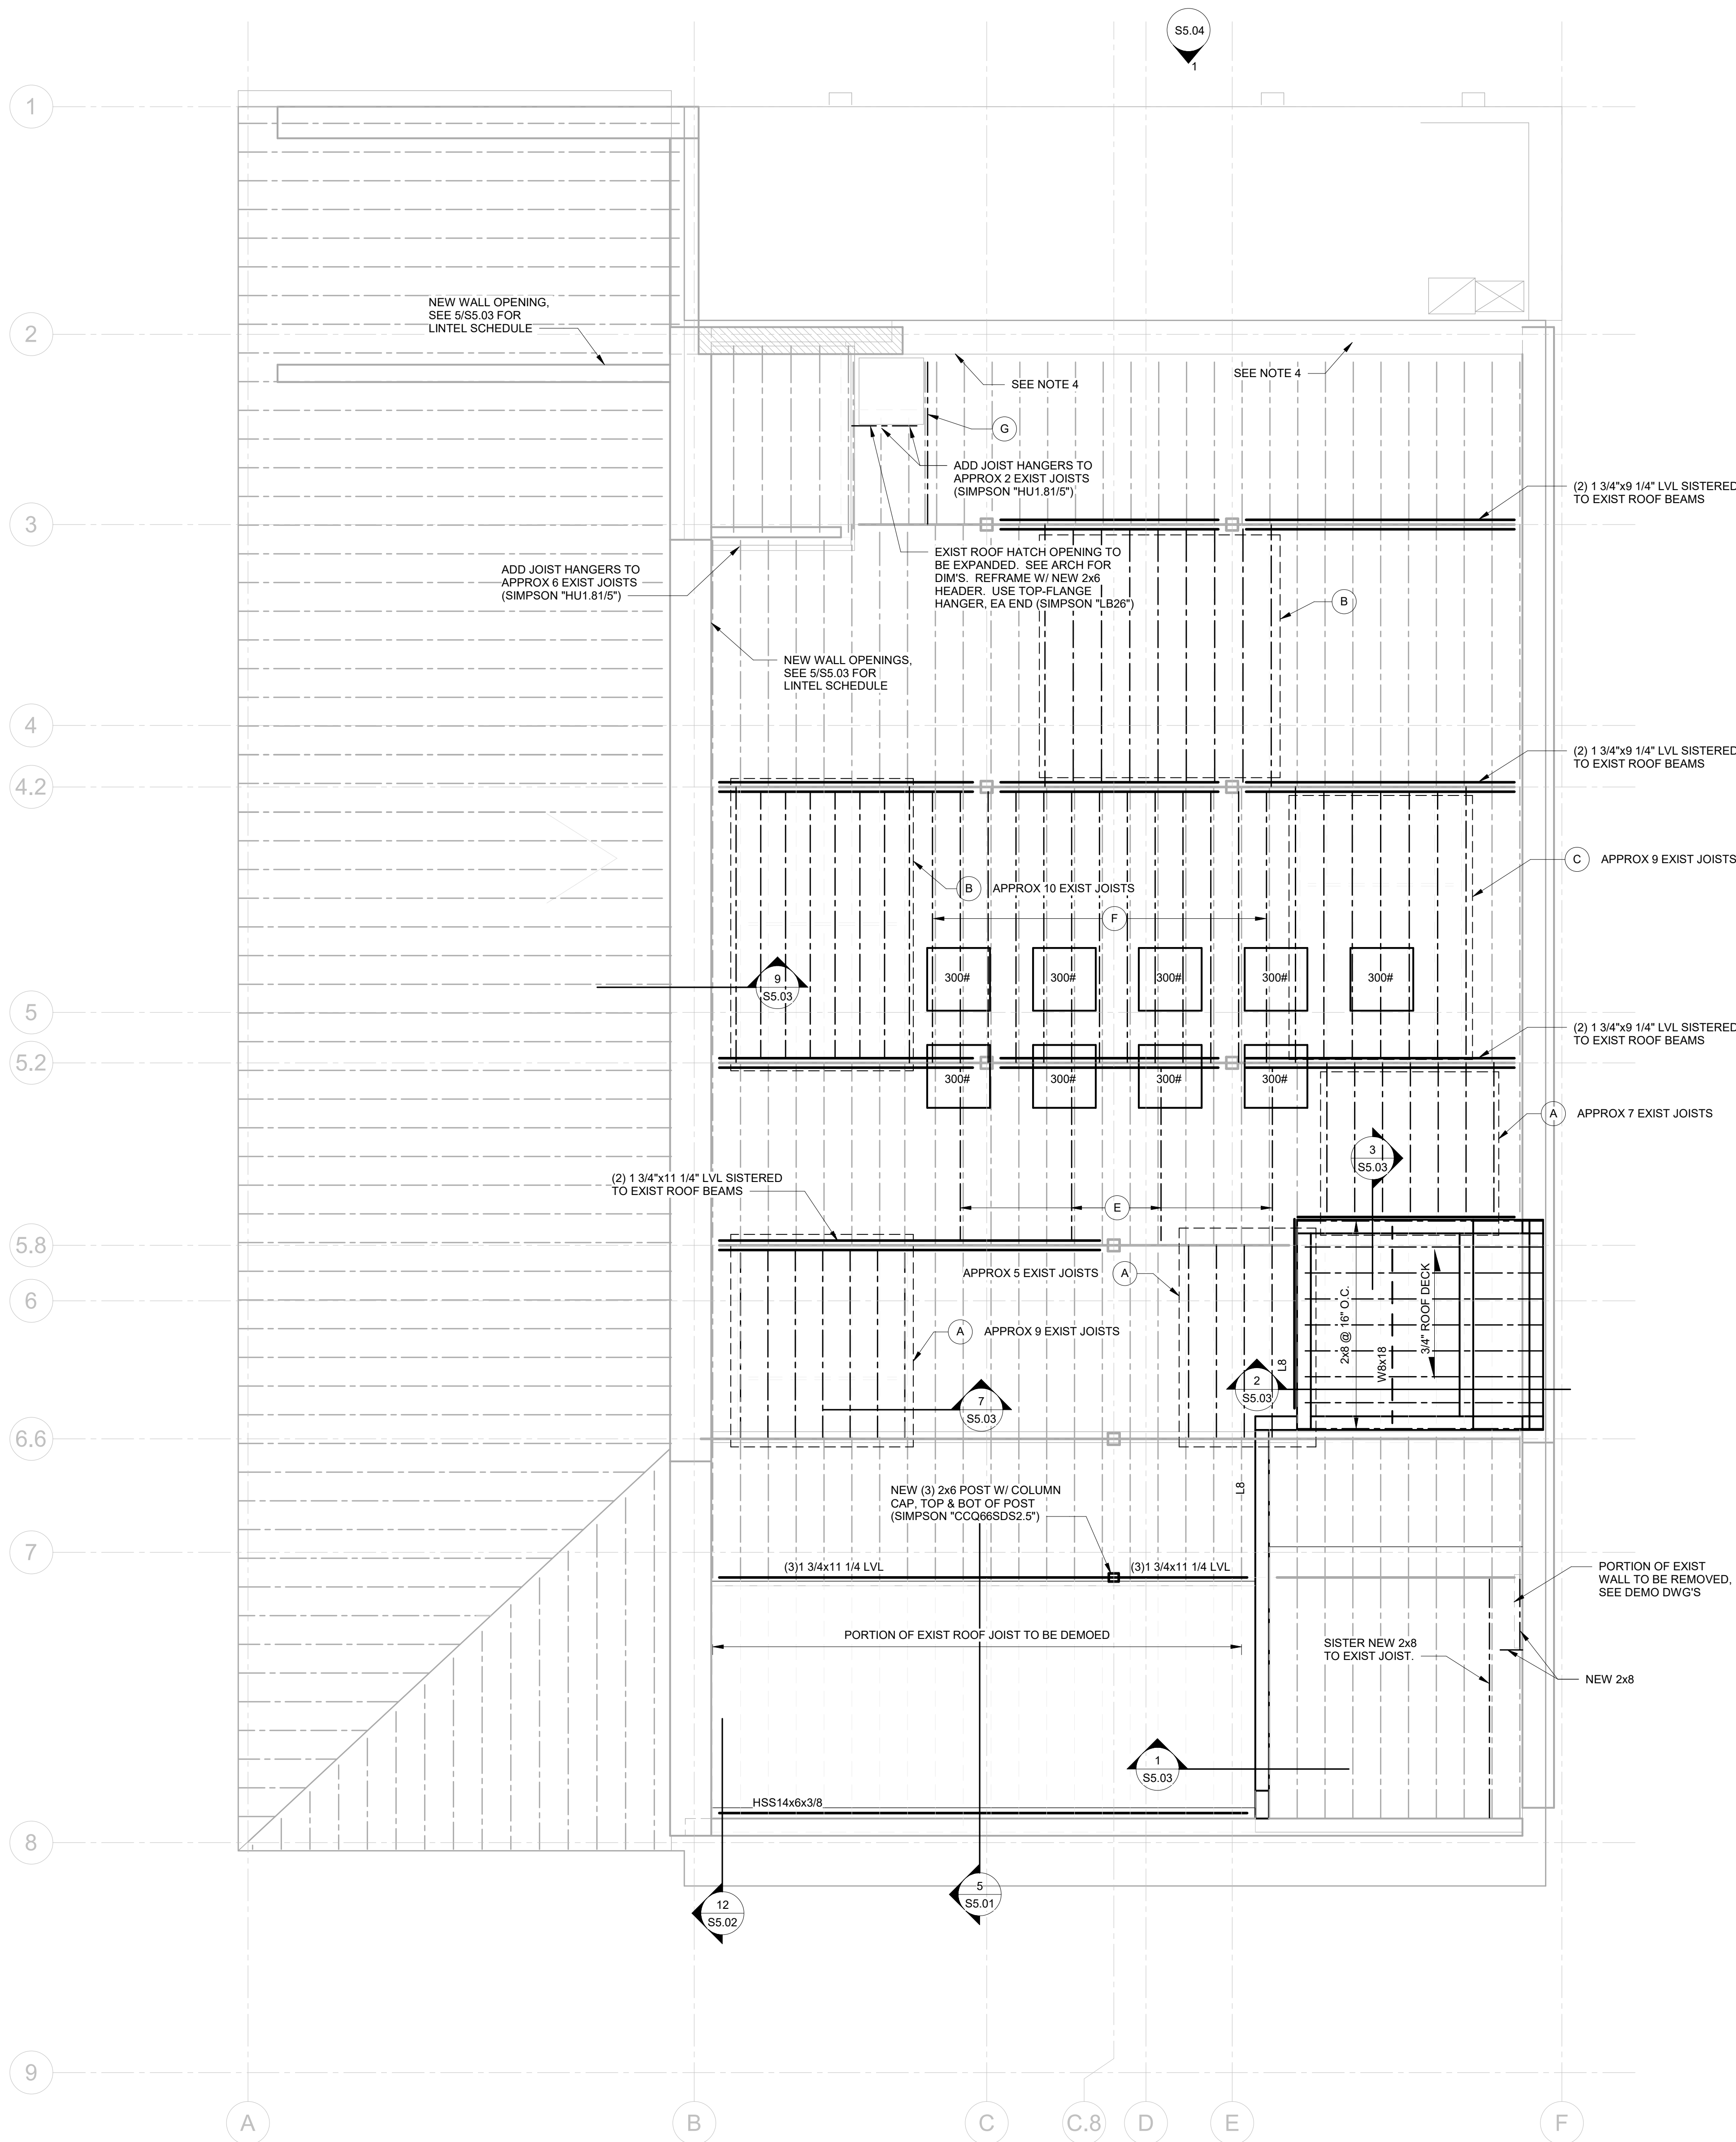 S5.04
1
1
2
3
4
4.2
5
5.2
5.8
6
6.6
7
8
9
NEW WALL OPENING,
SEE 5/S5.03 FOR
LINTEL SCHEDULE
SEE NOTE 4
SEE NOTE 4
G
ADD JOIST HANGERS TO
APPROX 2 EXIST JOISTS
(SIMPSON "HU1.81/5")
(2) 1 3/4"x9 1/4" LVL SISTERED
TO EXIST ROOF BEAMS
EXIST ROOF HATCH OPENING TO
BE EXPANDED. SEE ARCH FOR
DIM'S. REFRAME W/ NEW 2x6
HEADER. USE TOP-FLANGE
HANGER, EA END (SIMPSON "LB26")
ADD JOIST HANGERS TO
APPROX 6 EXIST JOISTS
(SIMPSON "HU1.81/5")
B
NEW WALL OPENINGS,
SEE 5/S5.03 FOR
LINTEL SCHEDULE
(2) 1 3/4"x9 1/4" LVL SISTERED
TO EXIST ROOF BEAMS
C APPROX 9 EXIST JOISTS
B APPROX 10 EXIST JOISTS
F
9
S5.03
300# 300# 300# 300# 300#
(2) 1 3/4"x9 1/4" LVL SISTERED
TO EXIST ROOF BEAMS
300# 300# 300# 300#
A APPROX 7 EXIST JOISTS
3
S5.03
(2) 1 3/4"x11 1/4" LVL SISTERED
TO EXIST ROOF BEAMS
E
APPROX 5 EXIST JOISTS A
A APPROX 9 EXIST JOISTS
2x8 @ 16" O.C.
W8x18
3/4" ROOF DECK
L8
2
S5.03
7
S5.03
L8
NEW (3) 2x6 POST W/ COLUMN
CAP, TOP & BOT OF POST
(SIMPSON "CCQ66SDS2.5")
(3)1 3/4x11 1/4 LVL
(3)1 3/4x11 1/4 LVL
PORTION OF EXIST
WALL TO BE REMOVED,
SEE DEMO DWG'S
PORTION OF EXIST ROOF JOIST TO BE DEMOED
SISTER NEW 2x8
TO EXIST JOIST.
NEW 2x8
1
S5.03
HSS14x6x3/8
5
S5.01
12
S5.02
A
B
C
C.8
D
E
F